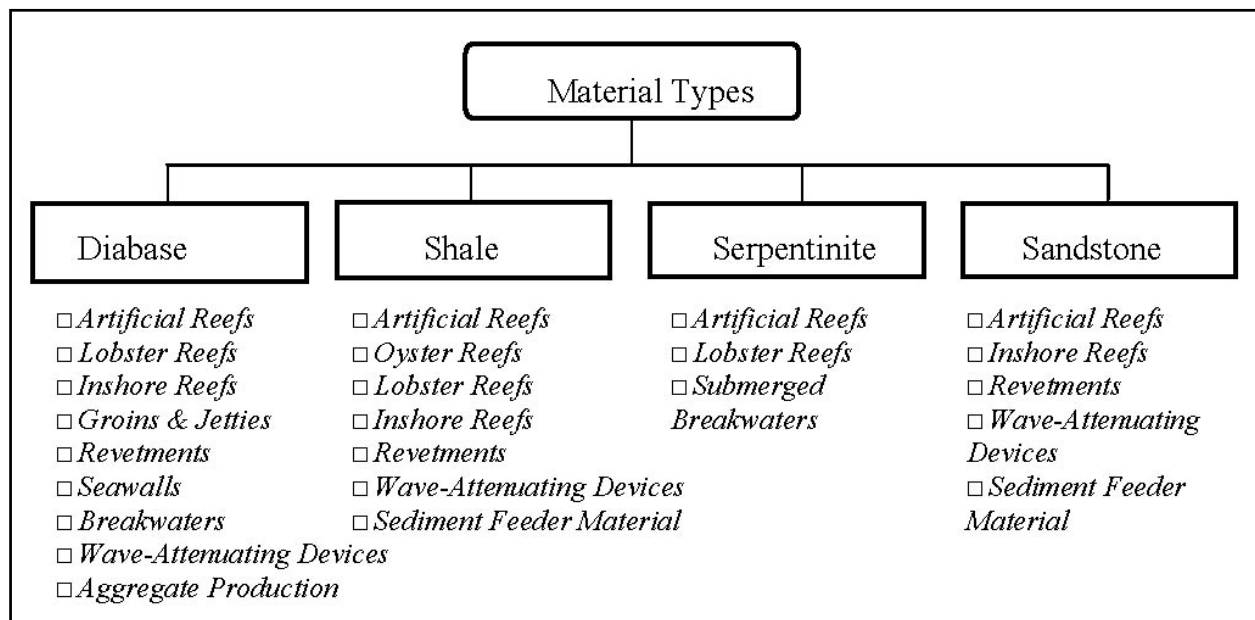 Material Types
Diabase
□ Artificial Reefs
□ Lobster Reefs
□ Inshore Reefs
□ Groins & Jetties
□ Revetments
□ Seawalls
□ Breakwaters
□ Wave-Attenuating Devices
□ Aggregate Production
Shale
□ Artificial Reefs
□ Oyster Reefs
□ Lobster Reefs
□ Inshore Reefs
□ Revetments
□ Wave-Attenuating Devices
□ Sediment Feeder Material
Serpentinite
□ Artificial Reefs
□ Lobster Reefs
□ Submerged
Breakwaters
Sandstone
□ Artificial Reefs
□ Inshore Reefs
□ Revetments
□ Wave-Attenuating
Devices
□ Sediment Feeder
Material